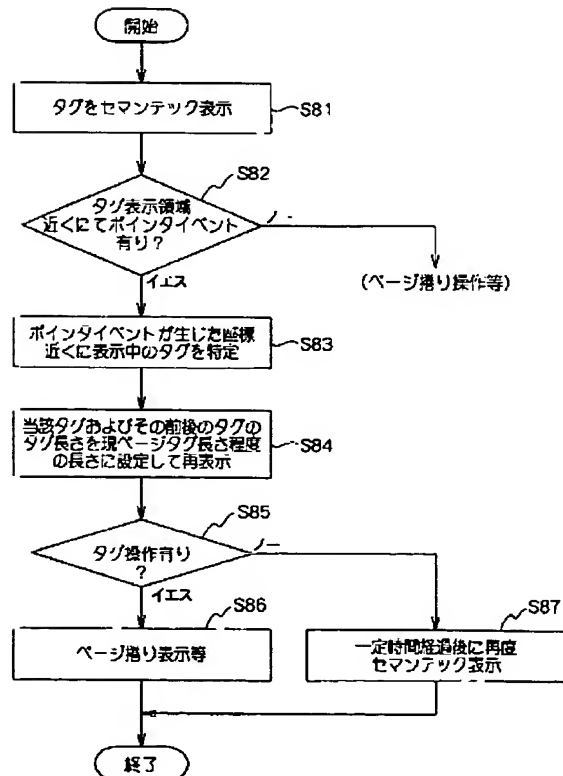 開始
タグをセマンテック表示
S81
S82
タグ表示領域
近くにてポインタイベント
有り?
ノー
イエス
(ページ捲り操作等)
ポインタイベントが生じた座標
近くに表示中のタグを特定
S83
当該タグおよびその前後のタグの
タグ長さを現ページタグ長さ程度
の長さに設定して再表示
S84
S85
タグ操作有り
?
ノー
イエス
S86
ページ捲り表示等
S87
一定時間経過後に再度
セマンテック表示
終了